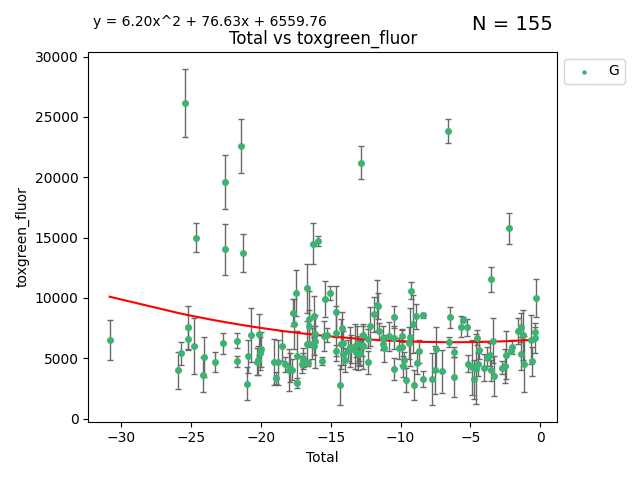 y = 6.20x^2 + 76.63x + 6559.76
N = 155
Total vs toxgreen_fluor
G
30000
25000
20000
15000
10000
5000
0
toxgreen_fluor
−30
−25
−20
−15
−10
−5
0
Total